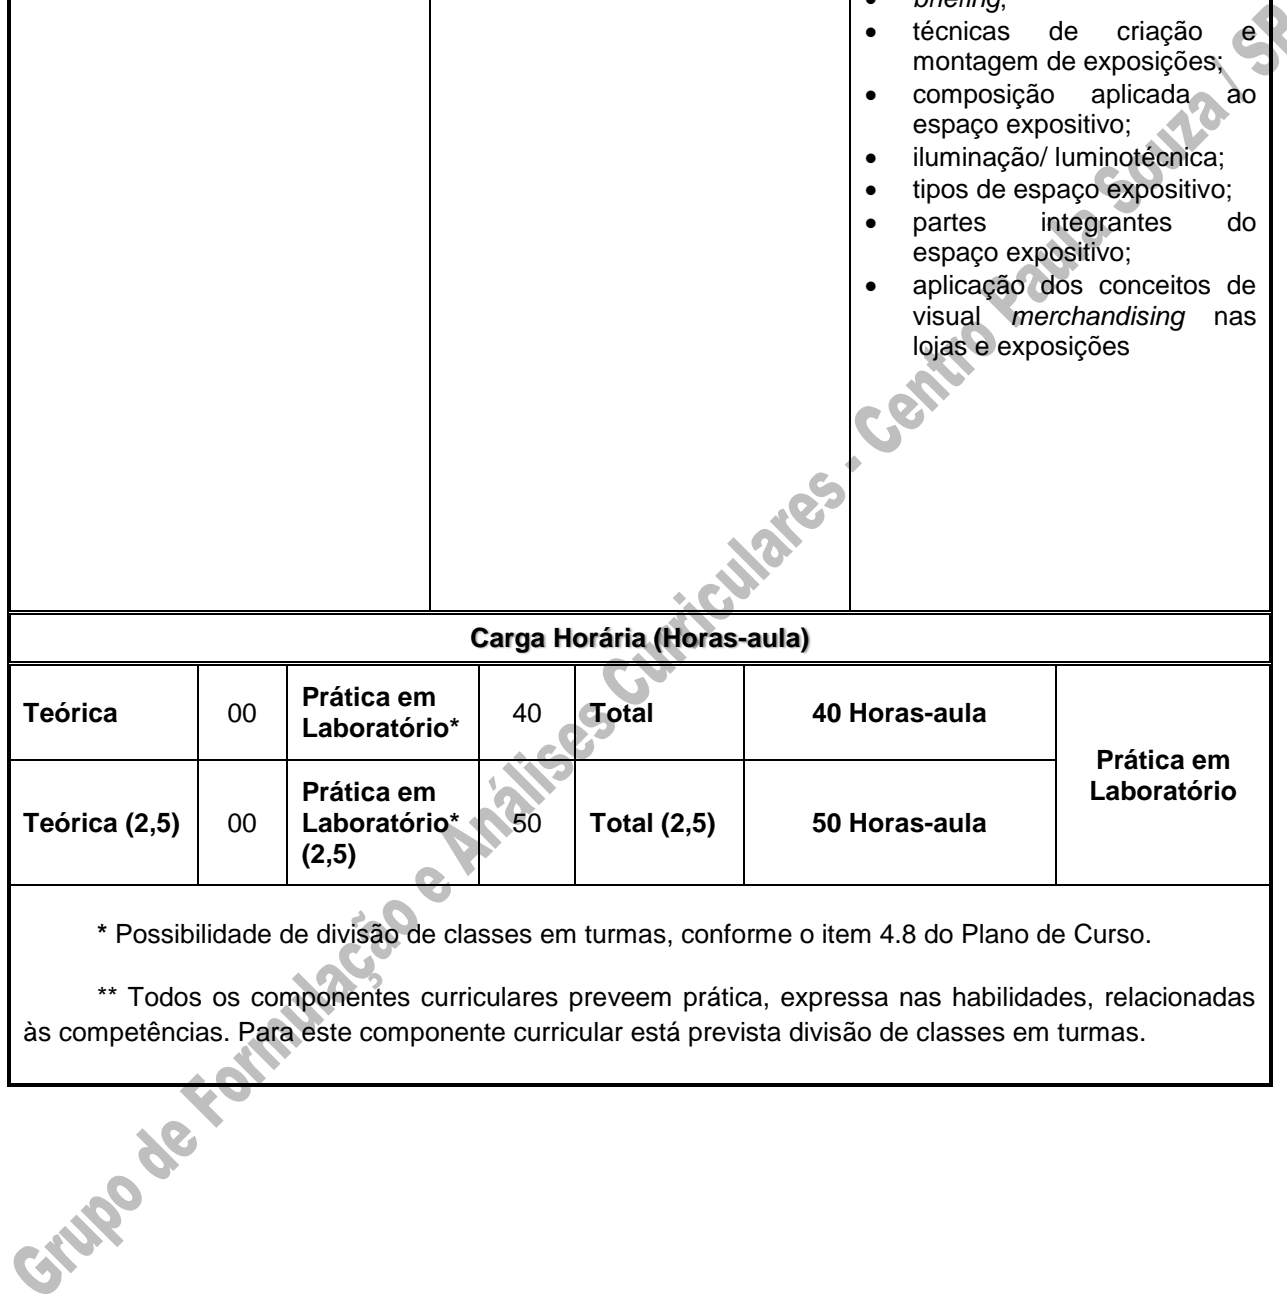 • briefing;
• técnicas de criação e
montagem de exposições;
• composição aplicada ao
espaço expositivo;
• iluminação/ luminotécnica;
• tipos de espaço expositivo;
• partes integrantes do
espaço expositivo;
• aplicação dos conceitos de
visual merchandising nas
lojas e exposições
Carga Horária (Horas-aula)
Teórica 00 Prática em Laboratório* 40 Total 40 Horas-aula
Prática em
Laboratório
Teórica (2,5) 00 Prática em Laboratório* (2,5) 50 Total (2,5) 50 Horas-aula
* Possibilidade de divisão de classes em turmas, conforme o item 4.8 do Plano de Curso.
** Todos os componentes curriculares preveem prática, expressa nas habilidades, relacionadas
às competências. Para este componente curricular está prevista divisão de classes em turmas.
Grupo de Formulação e Análises Curriculares - Centro Paula Souza / SP